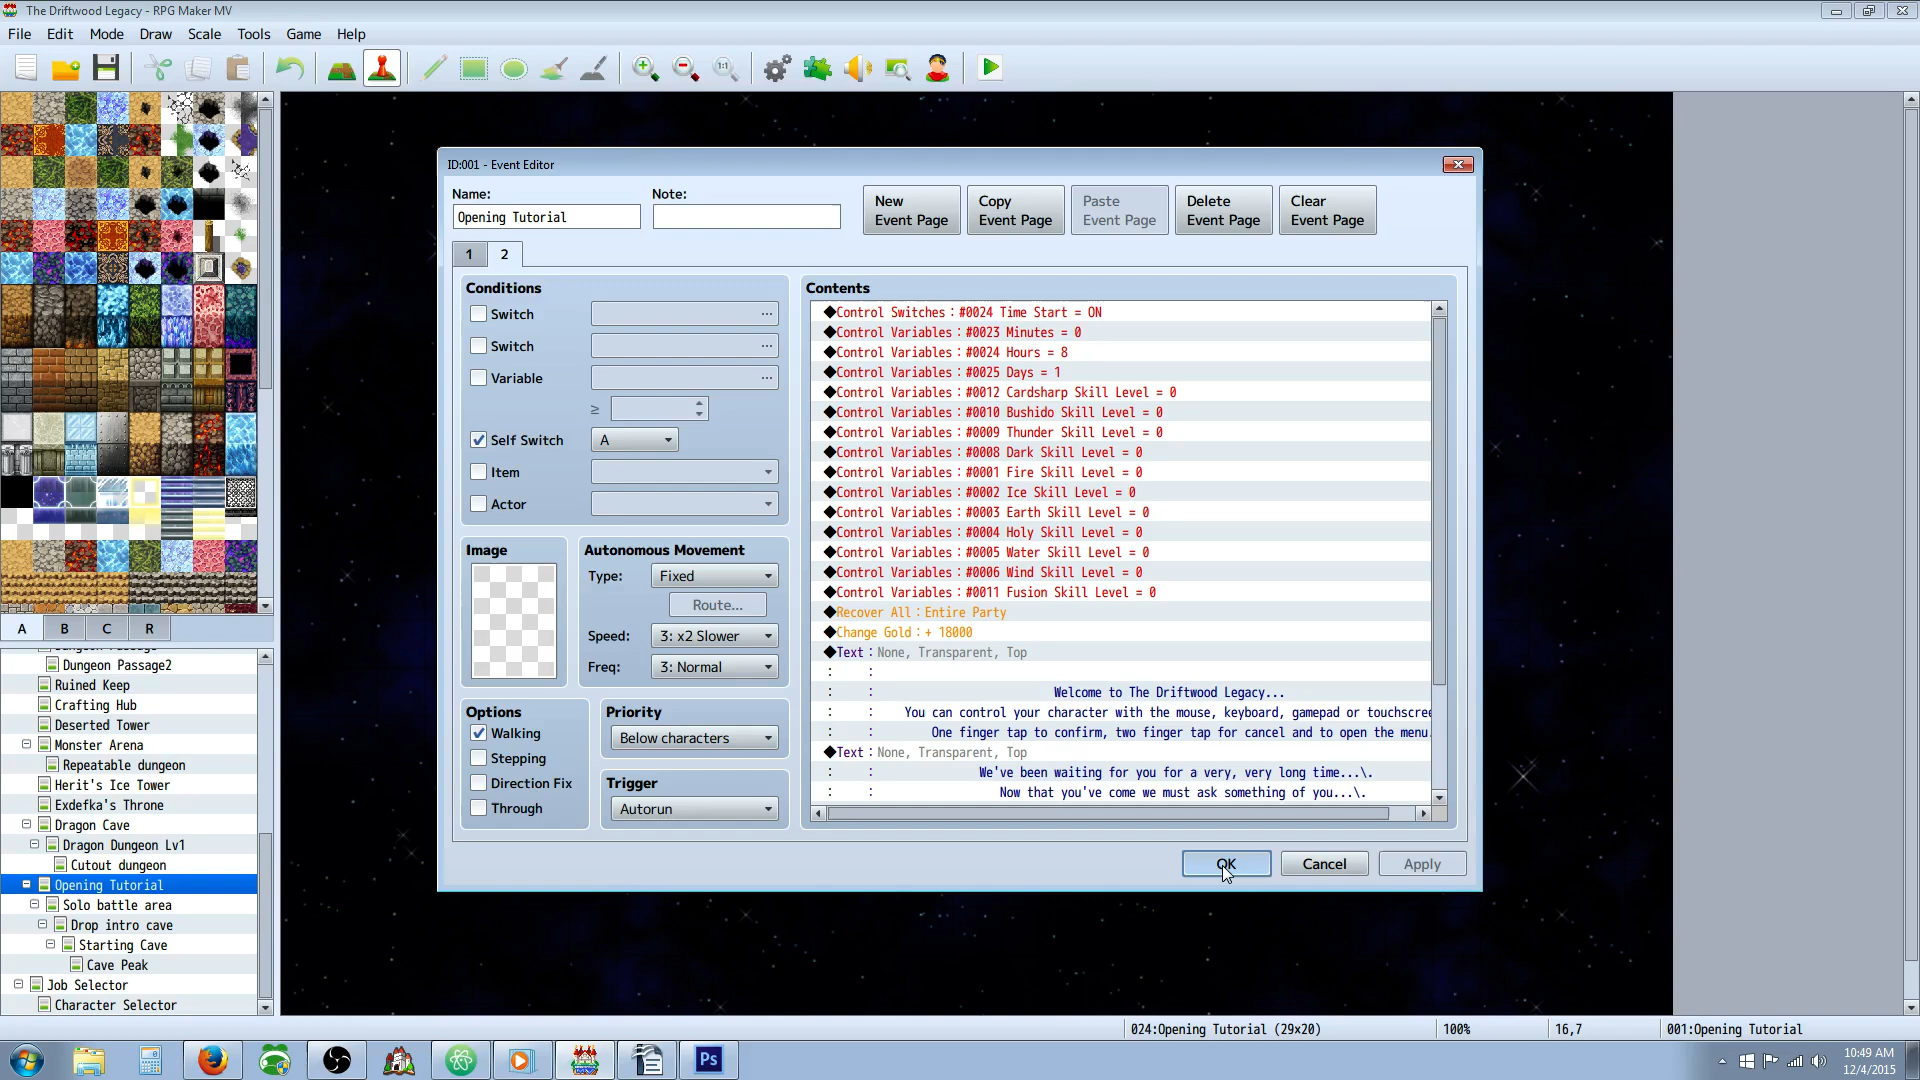 The Driftwood Legacy - RPG Maker MV
File Edit Mode Draw Scale Tools Game Help
1:1
ID:001 - Event Editor
Name:
Note:
Opening Tutorial
New Event Page
Copy Event Page
Paste Event Page
Delete Event Page
Clear Event Page
1 2
Conditions
Switch ...
Switch ...
Variable ...
≥
Self Switch A
Item
Actor
Image
Autonomous Movement
Type: Fixed
Route...
Speed: 3: x2 Slower
Freq: 3: Normal
Options
Walking
Stepping
Direction Fix
Through
Priority
Below characters
Trigger
Autorun
Contents
◆Control Switches：#0024 Time Start = ON
◆Control Variables：#0023 Minutes = 0
◆Control Variables：#0024 Hours = 8
◆Control Variables：#0025 Days = 1
◆Control Variables：#0012 Cardsharp Skill Level = 0
◆Control Variables：#0010 Bushido Skill Level = 0
◆Control Variables：#0009 Thunder Skill Level = 0
◆Control Variables：#0008 Dark Skill Level = 0
◆Control Variables：#0001 Fire Skill Level = 0
◆Control Variables：#0002 Ice Skill Level = 0
◆Control Variables：#0003 Earth Skill Level = 0
◆Control Variables：#0004 Holy Skill Level = 0
◆Control Variables：#0005 Water Skill Level = 0
◆Control Variables：#0006 Wind Skill Level = 0
◆Control Variables：#0011 Fusion Skill Level = 0
◆Recover All：Entire Party
◆Change Gold：+ 18000
◆Text：None, Transparent, Top
: :
: : Welcome to The Driftwood Legacy...
: : You can control your character with the mouse, keyboard, gamepad or touchscree
: : One finger tap to confirm, two finger tap for cancel and to open the menu.
◆Text：None, Transparent, Top
: : We've been waiting for you for a very, very long time...\.
: : Now that you've come we must ask something of you...\.
OK Cancel Apply
A B C R
Dungeon Passage
Dungeon Passage2
Ruined Keep
Crafting Hub
Deserted Tower
Monster Arena
Repeatable dungeon
Herit's Ice Tower
Exdefka's Throne
Dragon Cave
Dragon Dungeon Lv1
Cutout dungeon
Opening Tutorial
Solo battle area
Drop intro cave
Starting Cave
Cave Peak
Job Selector
Character Selector
024:Opening Tutorial (29x20) 100% 16,7 001:Opening Tutorial
Ps
10:49 AM
12/4/2015